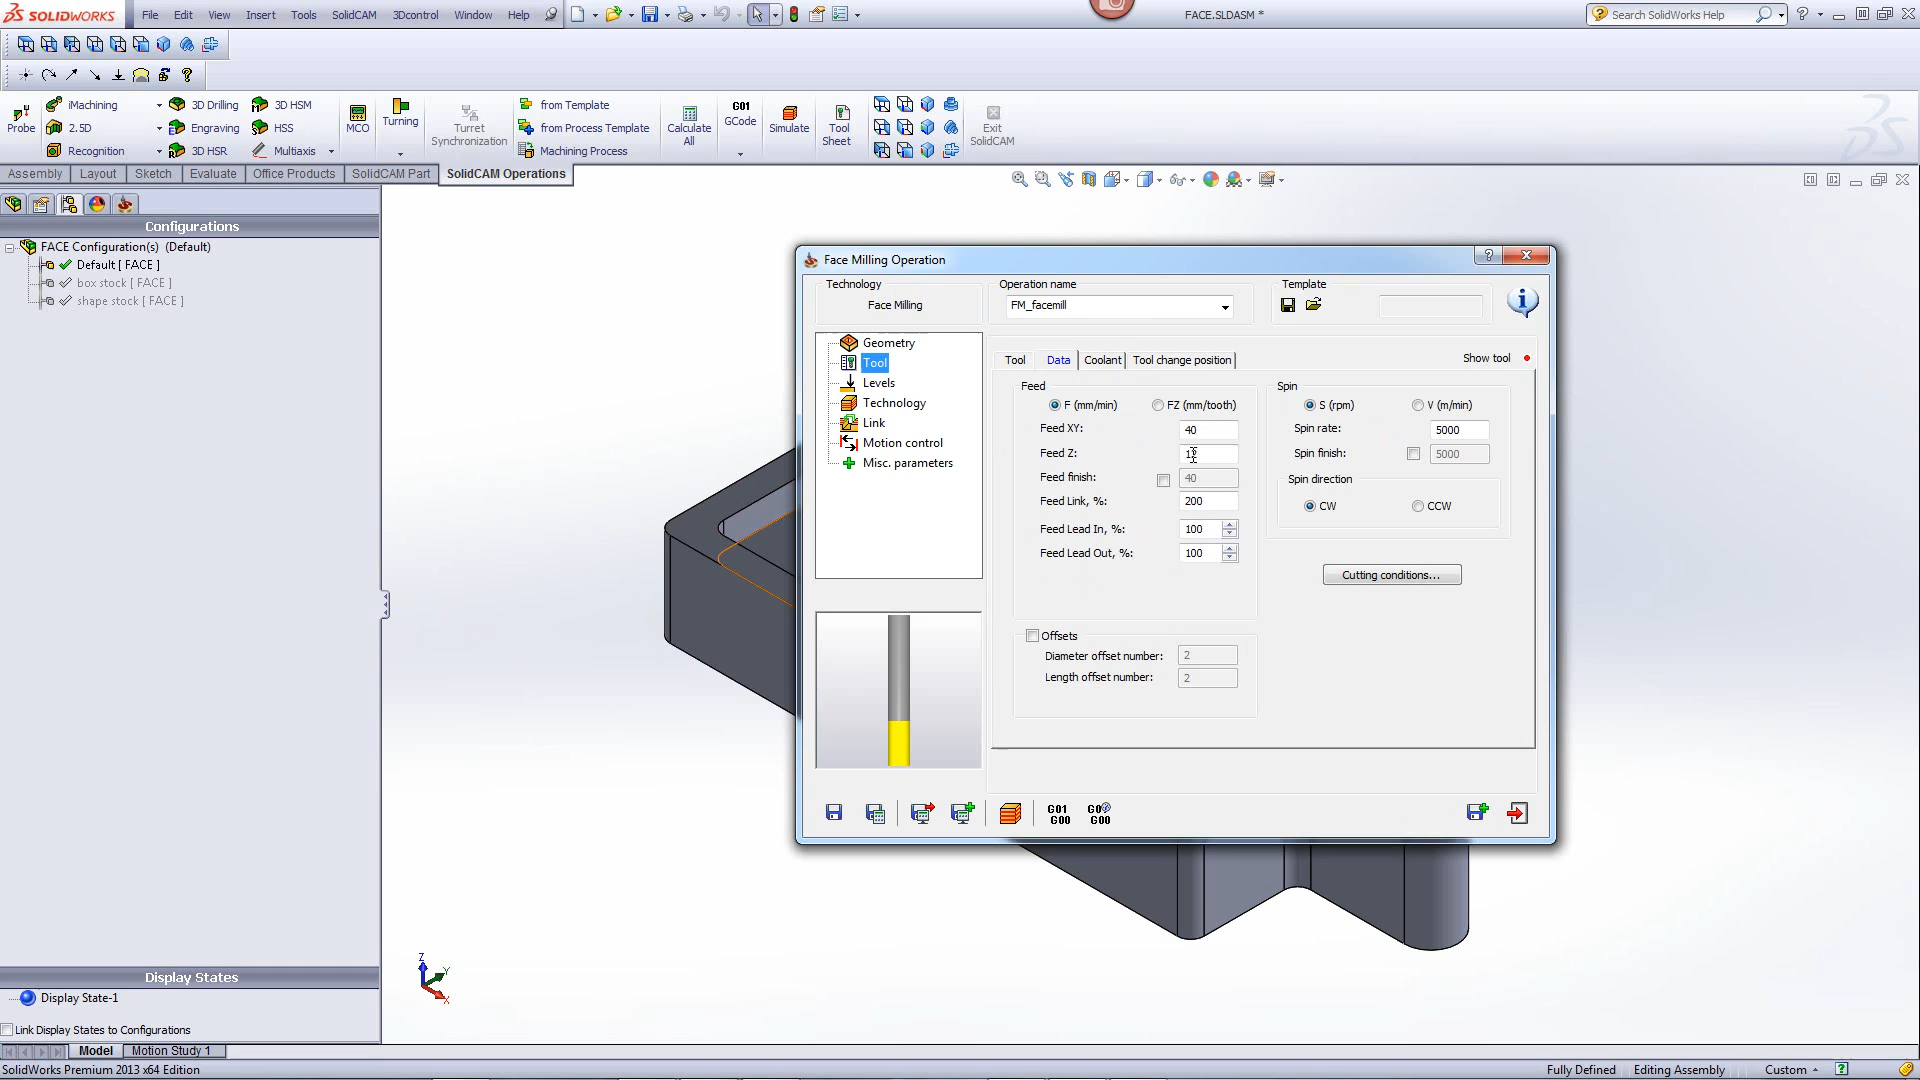 SOLIDWORKS File Edit View Insert Tools SolidCAM 3Dcontrol Window Help FACE.SLDASM * Search SolidWorks Help
Probe iMachining 3D Drilling 3D HSM
2.5D Engraving HSS
Recognition 3D HSR Multiaxis
MCO Turning Turret Synchronization
from Template
from Process Template
Machining Process
Calculate All G01 GCode Simulate Tool Sheet Exit SolidCAM
Assembly Layout Sketch Evaluate Office Products SolidCAM Part SolidCAM Operations
Configurations
FACE Configuration(s) (Default)
Default [ FACE ]
box stock [ FACE ]
shape stock [ FACE ]
Face Milling Operation
Technology Operation name Template
Face Milling FM_facemill
Geometry
Tool
Levels
Technology
Link
Motion control
Misc. parameters
Tool Data Coolant Tool change position Show tool
Feed Spin
F (mm/min) FZ (mm/tooth) S (rpm) V (m/min)
Feed XY: 40 Spin rate: 5000
Feed Z: Spin finish: 5000
Feed finish: 40 Spin direction
Feed Link, %: 200 CW CCW
Feed Lead In, %: 100
Feed Lead Out, %: 100
Cutting conditions...
Offsets
Diameter offset number: 2
Length offset number: 2
G01 G00 G0 G00
Z Y X
Display States
Display State-1
Link Display States to Configurations
Model Motion Study 1
SolidWorks Premium 2013 x64 Edition Fully Defined Editing Assembly Custom